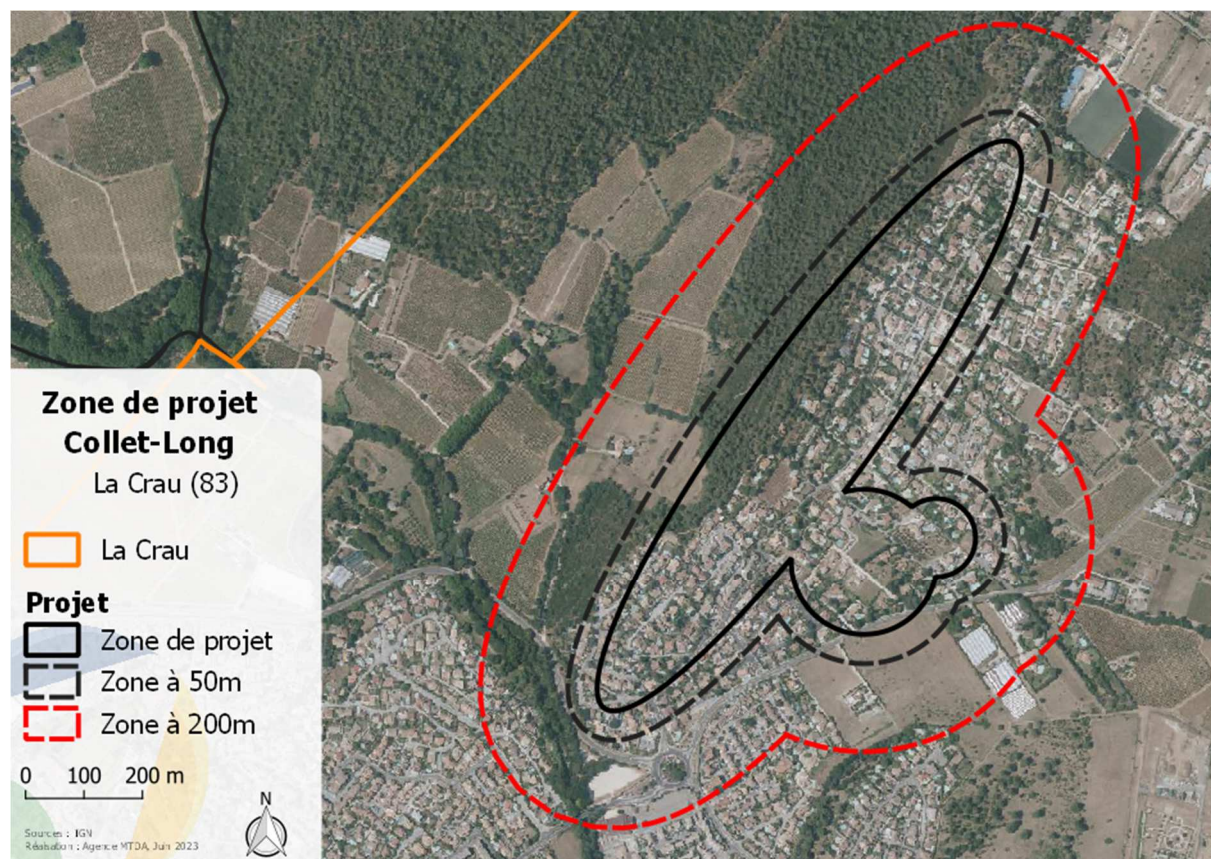 Zone de projet
Collet-Long
La Crau (83)
La Crau
Projet
Zone de projet
Zone à 50m
Zone à 200m
0 100 200 m
N
Sources : IGN
Réalisation : Agence MTDA, Juin 2023